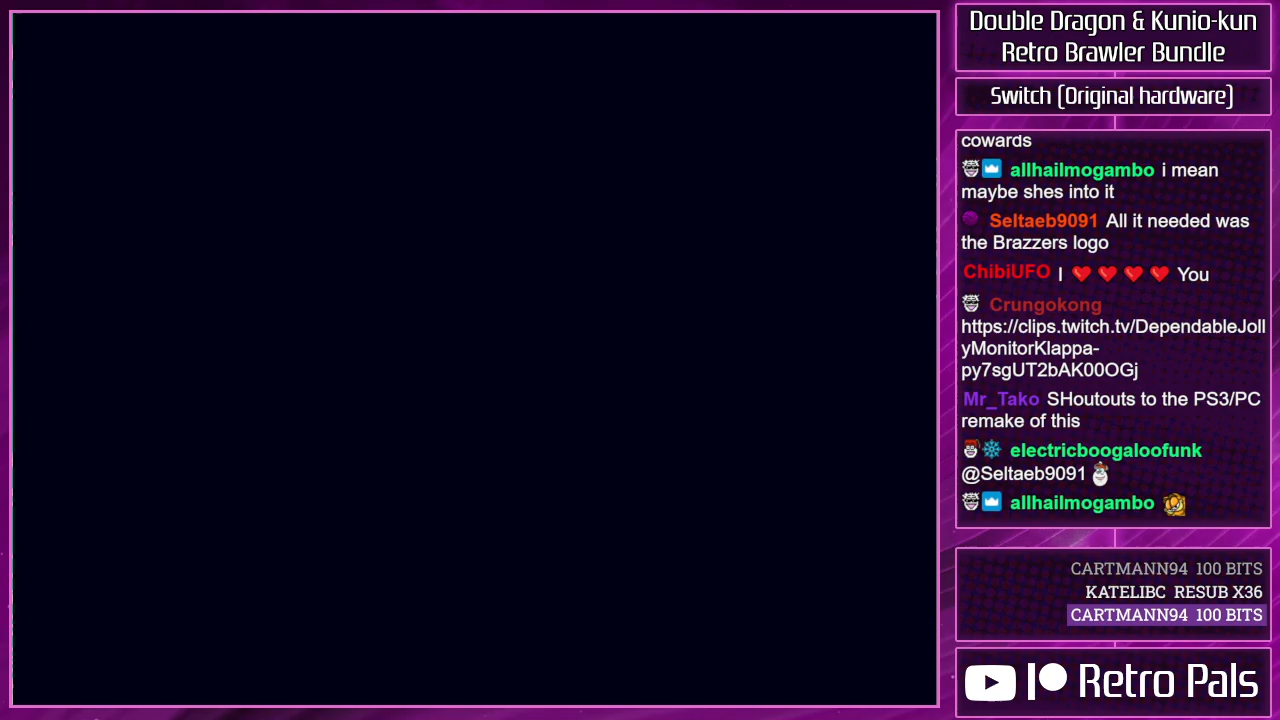 Double Dragon & Kunio-kun
Retro Brawler Bundle
Switch (Original hardware)
cowards
allhailmogambo i mean
maybe shes into it
Seltaeb9091 All it needed was
the Brazzers logo
ChibiUFO I You
Crungokong
https://clips.twitch.tv/DependableJoll
yMonitorKlappa-
py7sgUT2bAK00OGj
Mr_Tako SHoutouts to the PS3/PC
remake of this
electricboogaloofunk
@Seltaeb9091
allhailmogambo
CARTMANN94 100 BITS
KATELIBC RESUB X36
CARTMANN94 100 BITS
Retro Pals